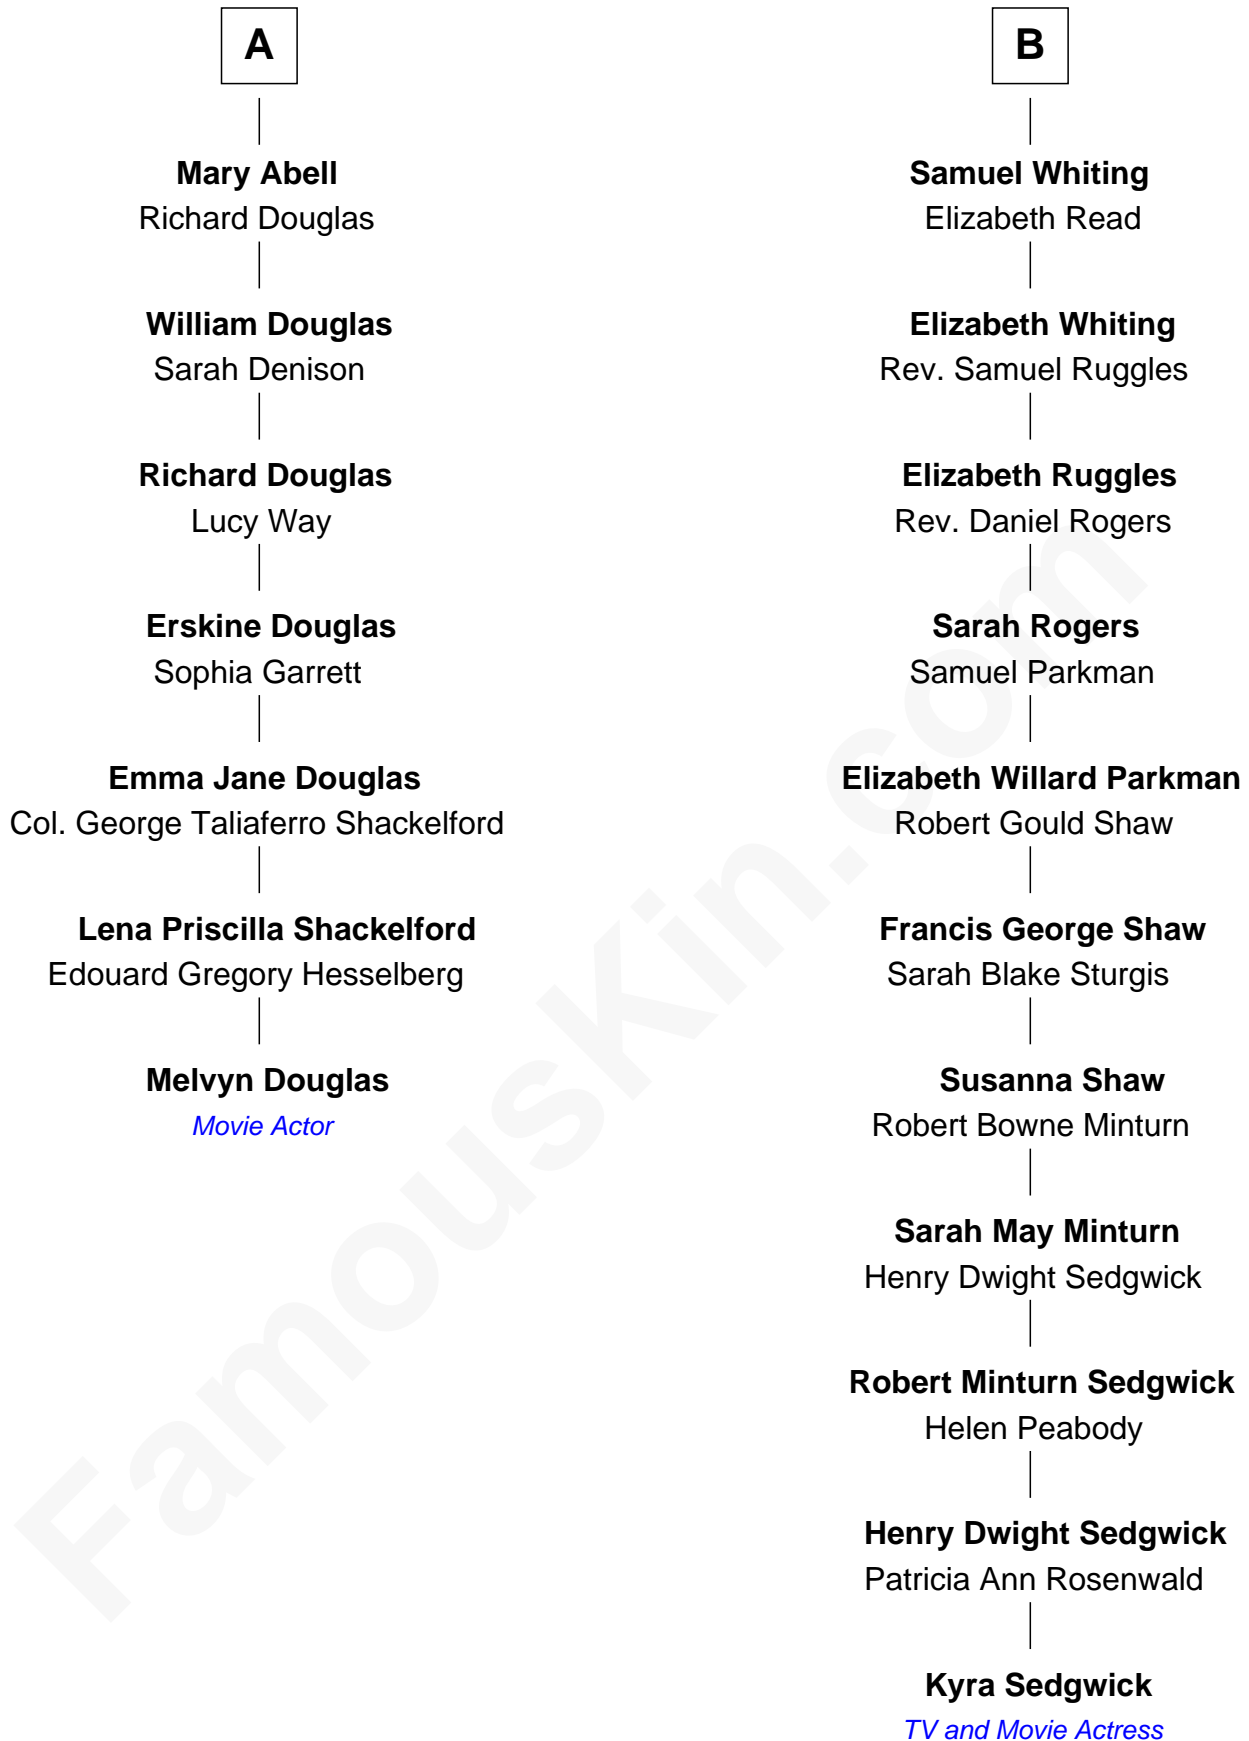 A
Mary Abell
Richard Douglas
William Douglas
Sarah Denison
Richard Douglas
Lucy Way
Erskine Douglas
Sophia Garrett
Emma Jane Douglas
Col. George Taliaferro Shackelford
Lena Priscilla Shackelford
Edouard Gregory Hesselberg
Melvyn Douglas
Movie Actor
B
Samuel Whiting
Elizabeth Read
Elizabeth Whiting
Rev. Samuel Ruggles
Elizabeth Ruggles
Rev. Daniel Rogers
Sarah Rogers
Samuel Parkman
Elizabeth Willard Parkman
Robert Gould Shaw
Francis George Shaw
Sarah Blake Sturgis
Susanna Shaw
Robert Bowne Minturn
Sarah May Minturn
Henry Dwight Sedgwick
Robert Minturn Sedgwick
Helen Peabody
Henry Dwight Sedgwick
Patricia Ann Rosenwald
Kyra Sedgwick
TV and Movie Actress
FamousKin.com